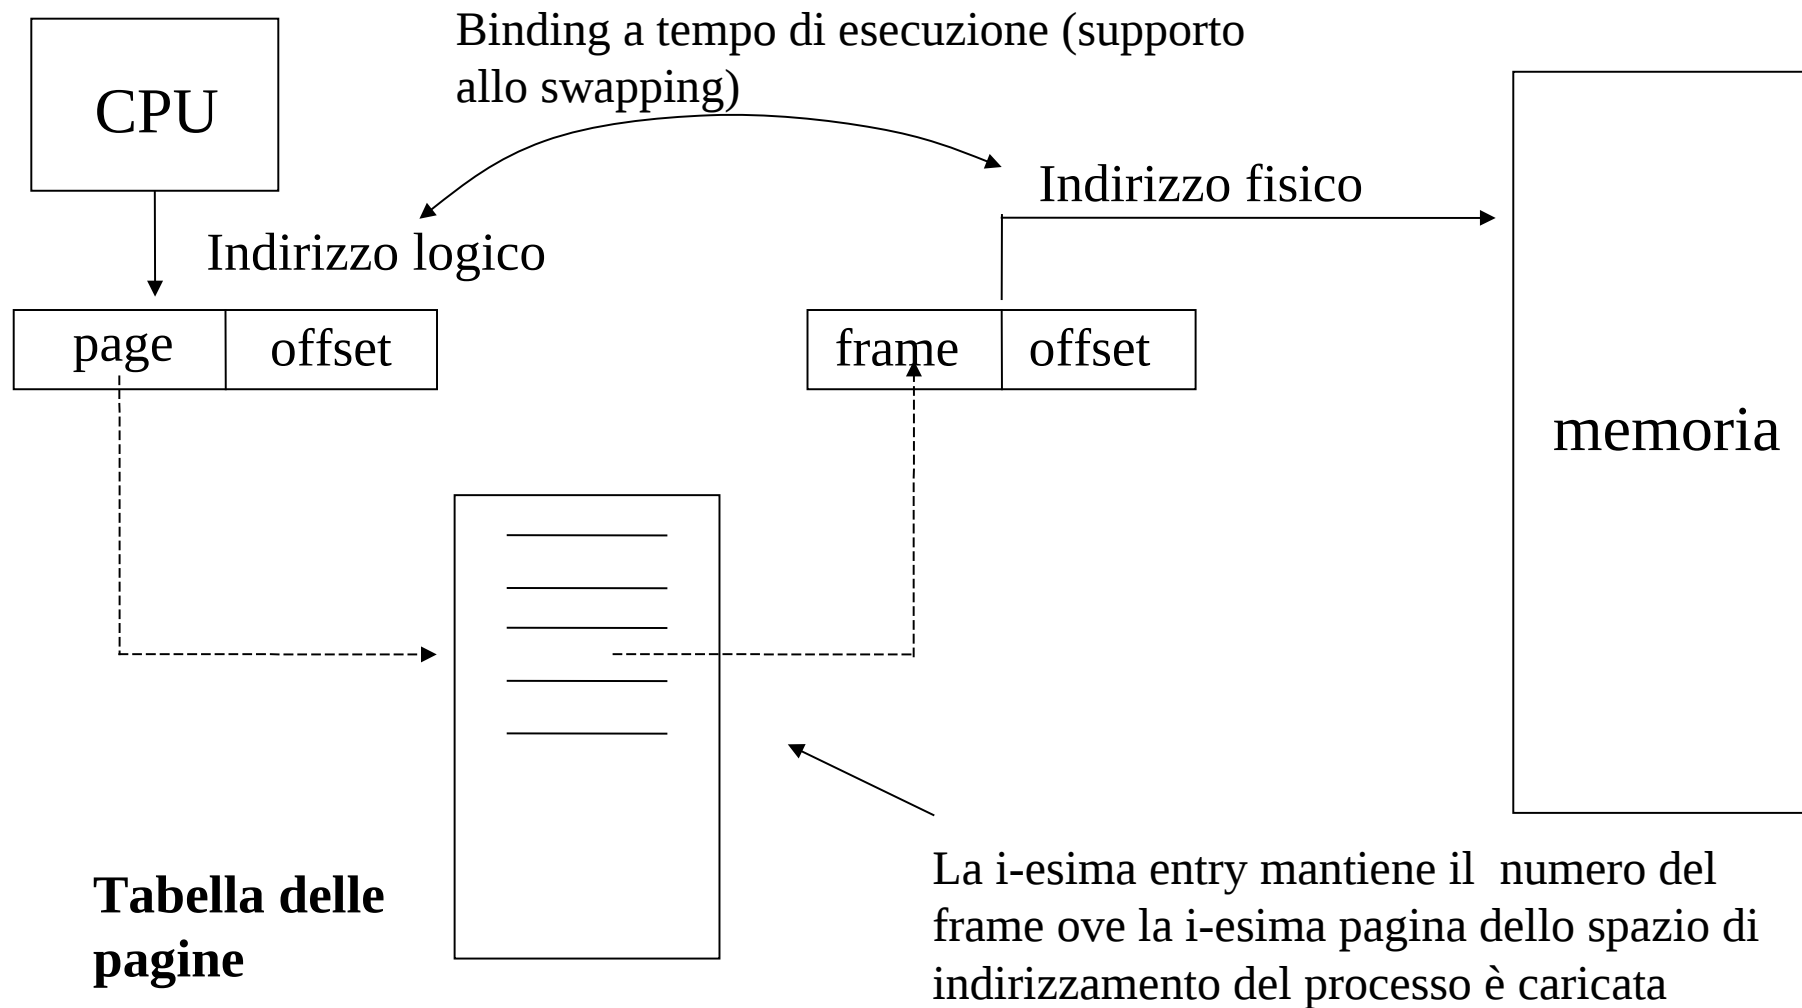 Binding a tempo di esecuzione (supporto
allo swapping)
CPU
Indirizzo fisico
Indirizzo logico
page
offset
frame
offset
memoria
Tabella delle
pagine
La i-esima entry mantiene il  numero del
frame ove la i-esima pagina dello spazio di
indirizzamento del processo è caricata